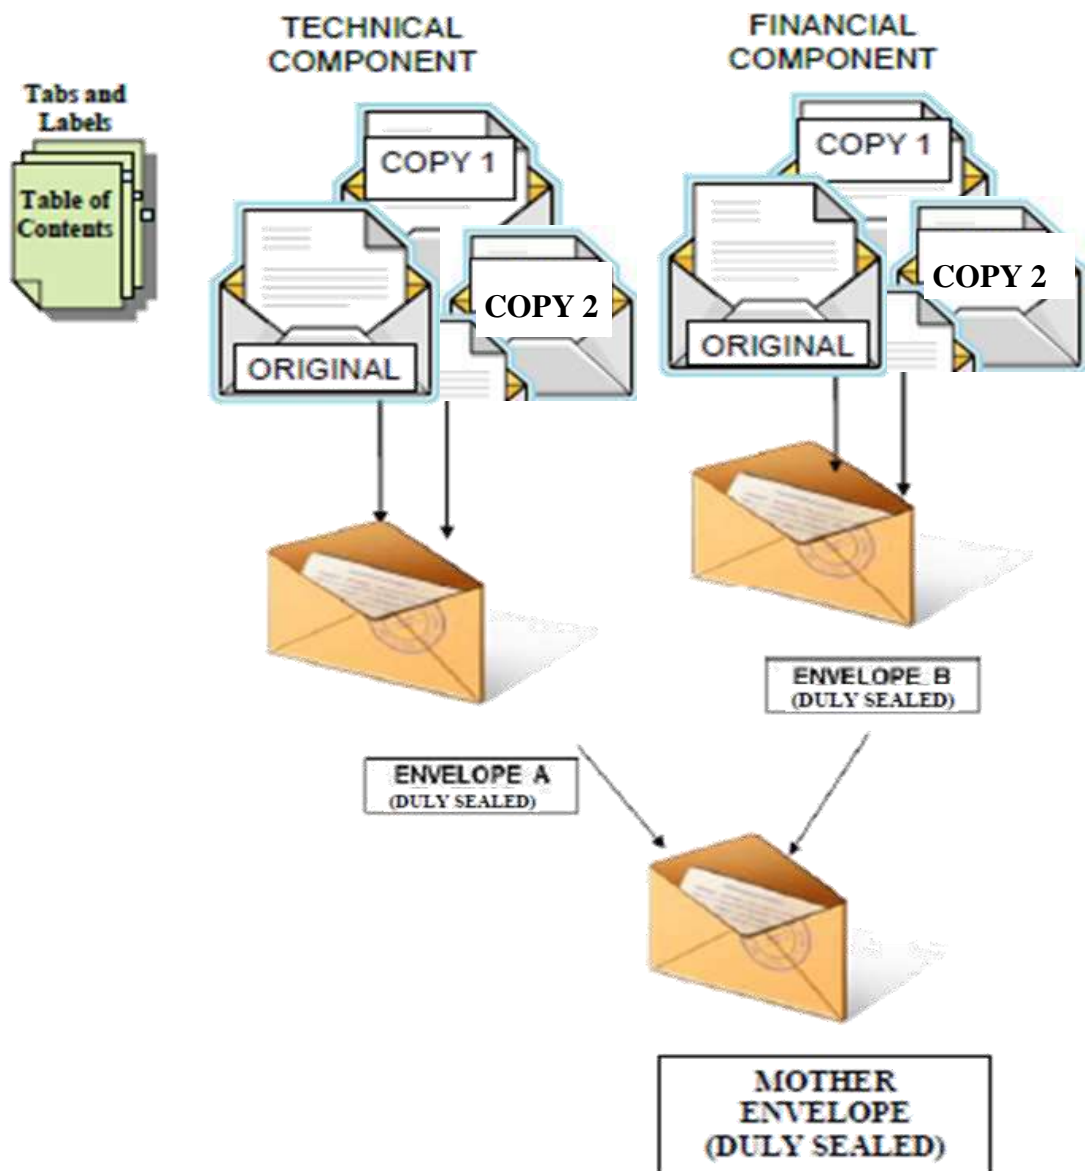 TECHNICAL
COMPONENT
FINANCIAL
COMPONENT
Tabs and
Labels
Table of
Contents
COPY 1
COPY 2
ORIGINAL
COPY 1
COPY 2
ORIGINAL
ENVELOPE B
(DULY SEALED)
ENVELOPE A
(DULY SEALED)
MOTHER
ENVELOPE
(DULY SEALED)